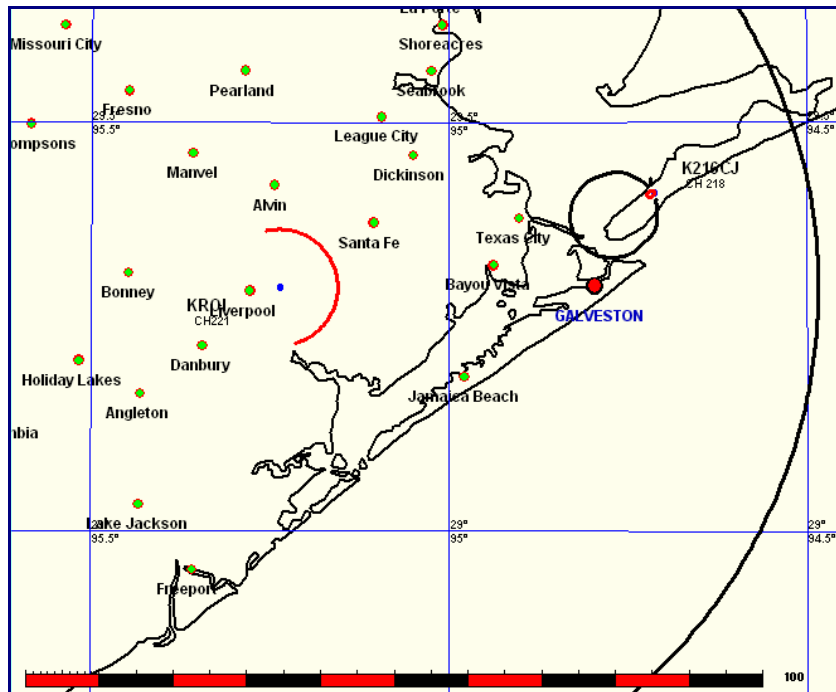 La Porte
Missouri City
Shoreacres
Pearland
Seabrook
Fresno
29.5°
95.5°
29.5°
95°
29.5°
94.5°
ompsons
League City
Manvel
Dickinson
K216CJ
CH 218
Alvin
Santa Fe
Texas City
Bonney
Bayou Vista
KROI
CH221
Liverpool
GALVESTON
Danbury
Holiday Lakes
Jamaica Beach
Angleton
nbia
Lake Jackson
29°
95.5°
29°
95°
29°
94.5°
Freeport
100